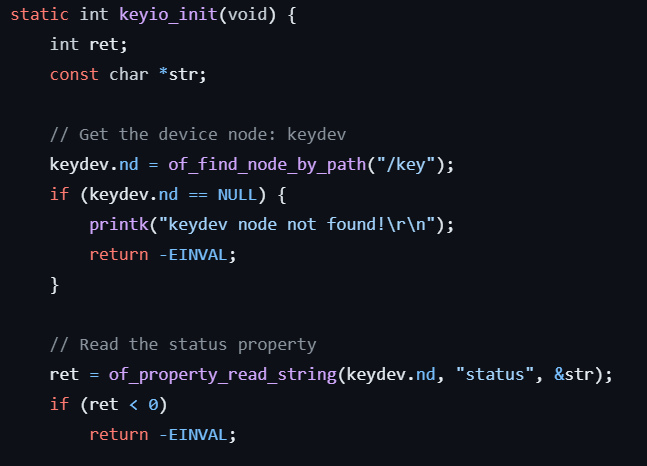 static int keyio_init(void) {
    int ret;
    const char *str;

    // Get the device node: keydev
    keydev.nd = of_find_node_by_path("/key");
    if (keydev.nd == NULL) {
        printk("keydev node not found!\r\n");
        return -EINVAL;
    }

    // Read the status property
    ret = of_property_read_string(keydev.nd, "status", &str);
    if (ret < 0)
        return -EINVAL;